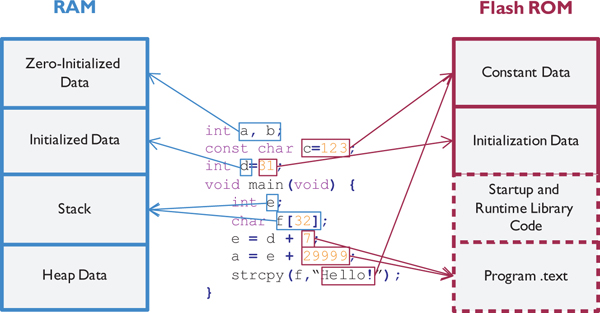 RAM
Flash ROM
Zero-Initialized
Data
Initialized Data
Stack
Heap Data
int a, b;
const char c=123;
int d=31;
void main(void) {
int e;
char f[32];
e = d + 7;
a = e + 29999;
strcpy(f,“Hello!”);
}
Constant Data
Initialization Data
Startup and
Runtime Library
Code
Program .text